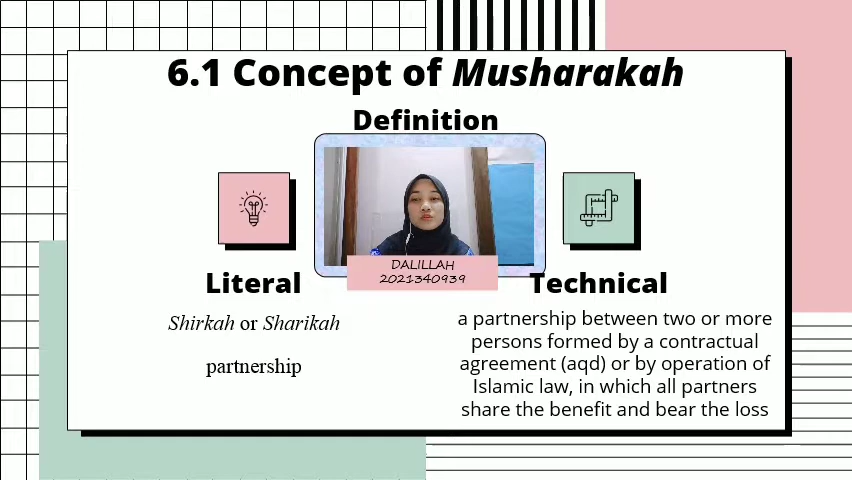 6.1 Concept of Musharakah
Definition
DALILLAH
2021340939
Literal
Shirkah or Sharikah
partnership
Technical
a partnership between two or more
persons formed by a contractual
agreement (aqd) or by operation of
Islamic law, in which all partners
share the benefit and bear the loss